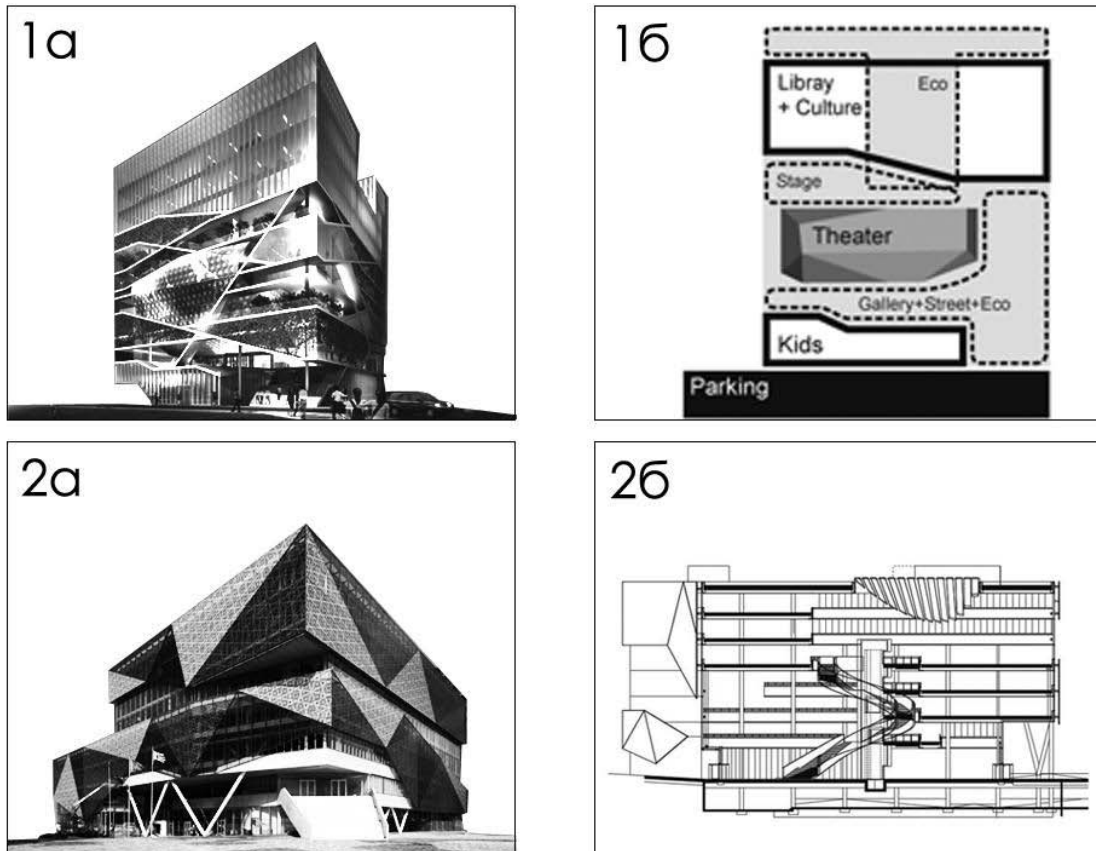 1а
1б
Libray
+ Culture
Eco
Stage
Theater
Gallery+Street+Eco
Kids
Parking
2а
2б